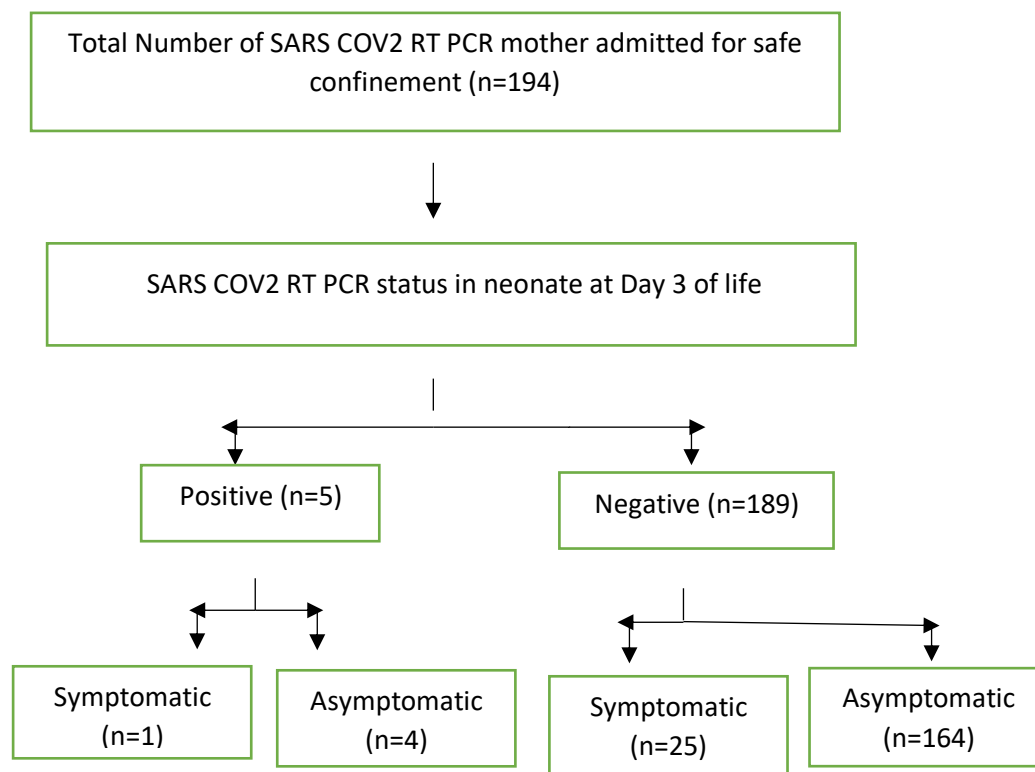 Total Number of SARS COV2 RT PCR mother admitted for safe
confinement (n=194)
SARS COV2 RT PCR status in neonate at Day 3 of life
Positive (n=5)
Negative (n=189)
Symptomatic
(n=1)
Asymptomatic
(n=4)
Symptomatic
(n=25)
Asymptomatic
(n=164)